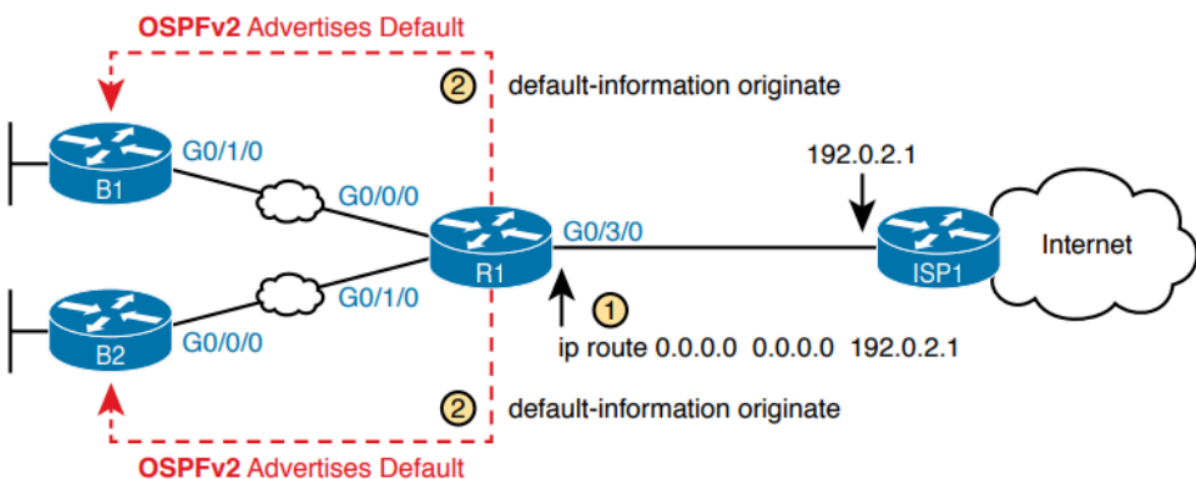 OSPFv2 Advertises Default
2 default-information originate
192.0.2.1
G0/1/0
B1
G0/0/0
G0/3/0
R1
ISP1
Internet
G0/1/0
1
ip route 0.0.0.0 0.0.0.0 192.0.2.1
B2
G0/0/0
2 default-information originate
OSPFv2 Advertises Default